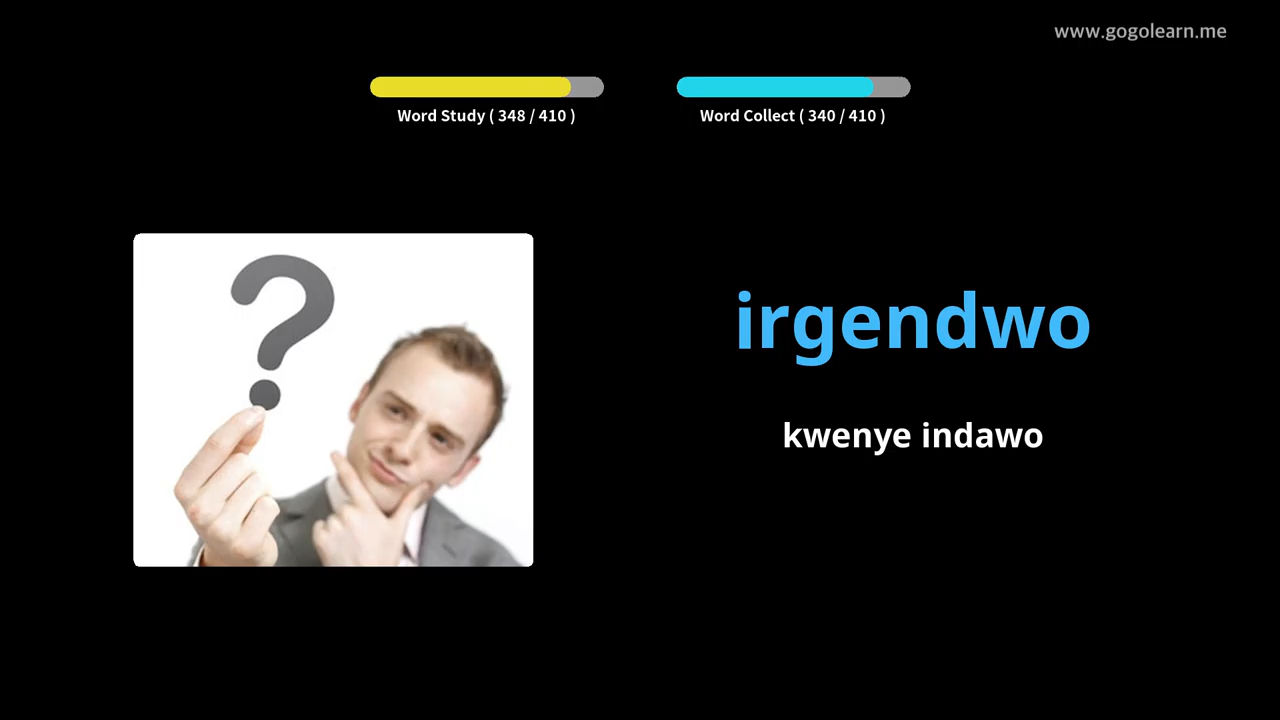 www.gogolearn.me
Word Study ( 348 / 410 )
Word Collect ( 340 / 410 )
irgendwo
kwenye indawo